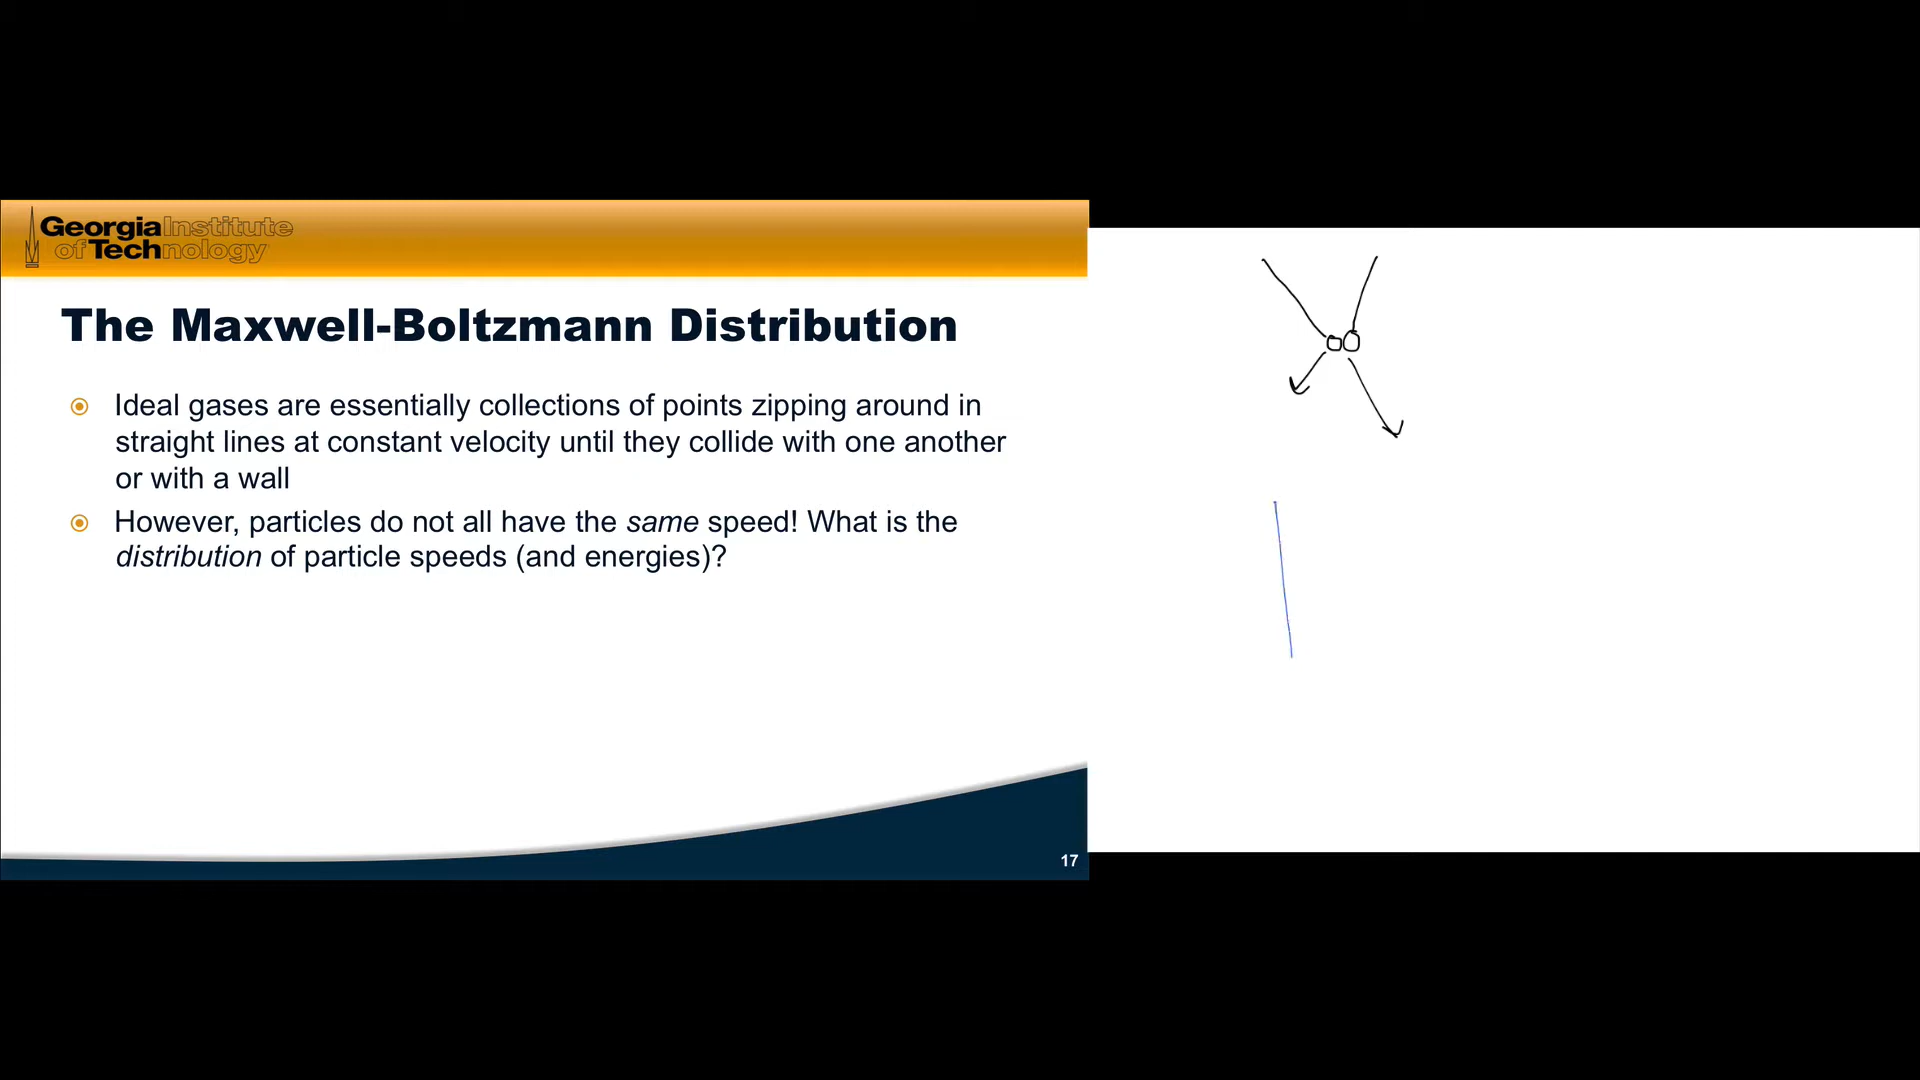 Georgia Institute
of Technology
The Maxwell-Boltzmann Distribution
Ideal gases are essentially collections of points zipping around in
straight lines at constant velocity until they collide with one another
or with a wall
However, particles do not all have the same speed! What is the
distribution of particle speeds (and energies)?
17